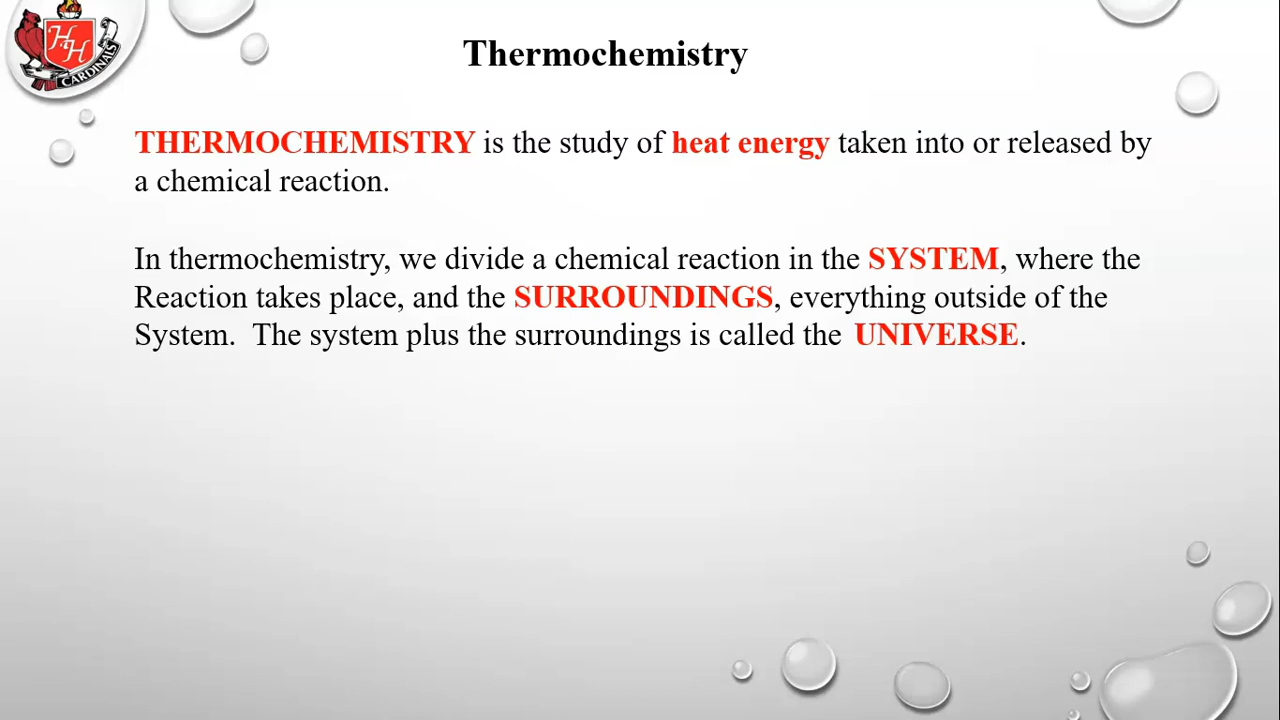 HH
CARDINALS
Thermochemistry
THERMOCHEMISTRY is the study of heat energy taken into or released by
a chemical reaction.
In thermochemistry, we divide a chemical reaction in the SYSTEM, where the
Reaction takes place, and the SURROUNDINGS, everything outside of the
System.  The system plus the surroundings is called the  UNIVERSE.